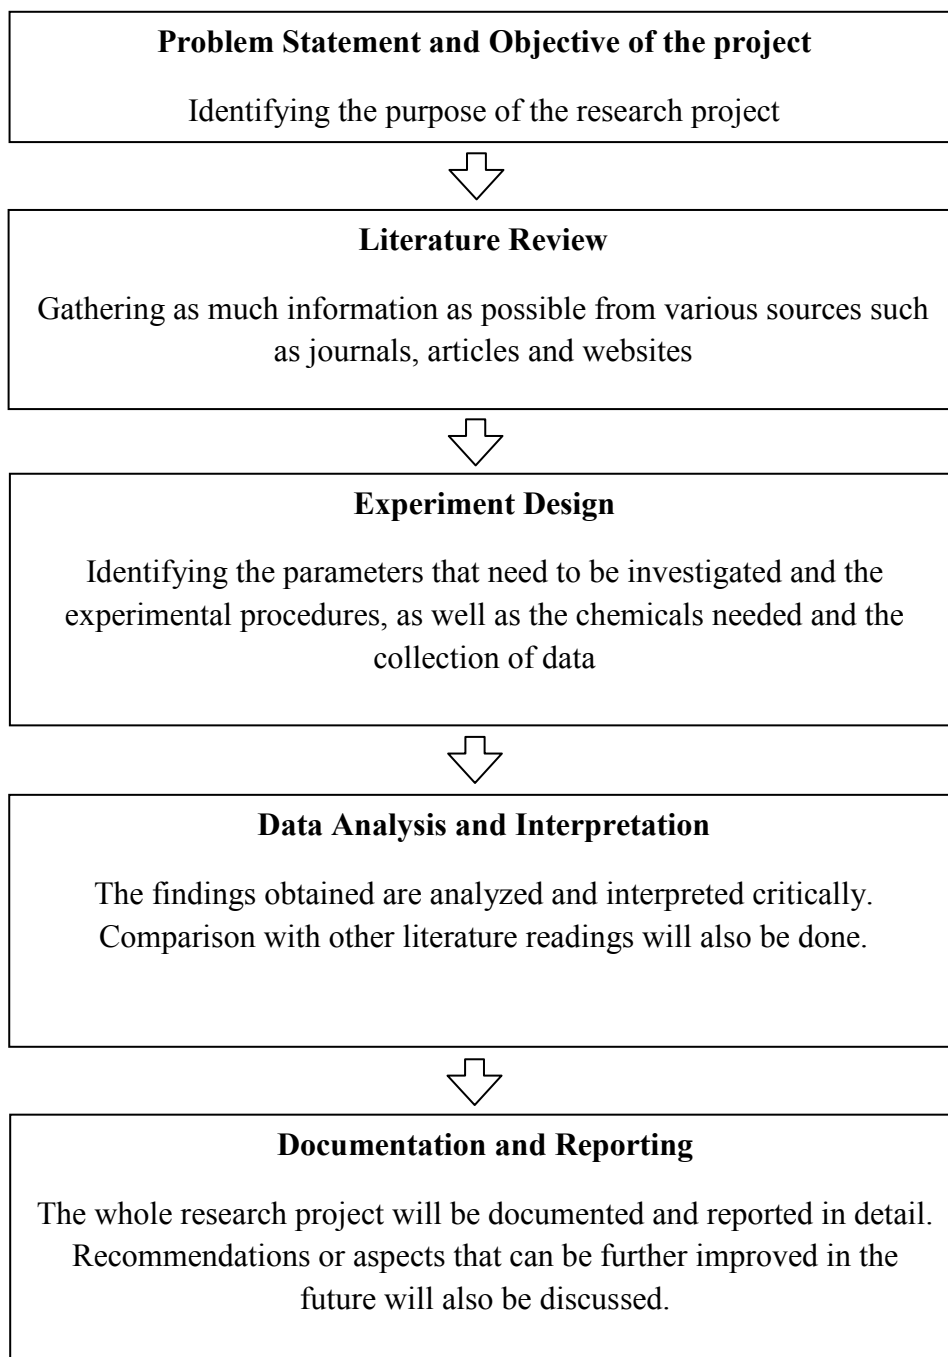 Problem Statement and Objective of the project
Identifying the purpose of the research project
Literature Review
Gathering as much information as possible from various sources such
as journals, articles and websites
Experiment Design
Identifying the parameters that need to be investigated and the
experimental procedures, as well as the chemicals needed and the
collection of data
Data Analysis and Interpretation
The findings obtained are analyzed and interpreted critically.
Comparison with other literature readings will also be done.
Documentation and Reporting
The whole research project will be documented and reported in detail.
Recommendations or aspects that can be further improved in the
future will also be discussed.